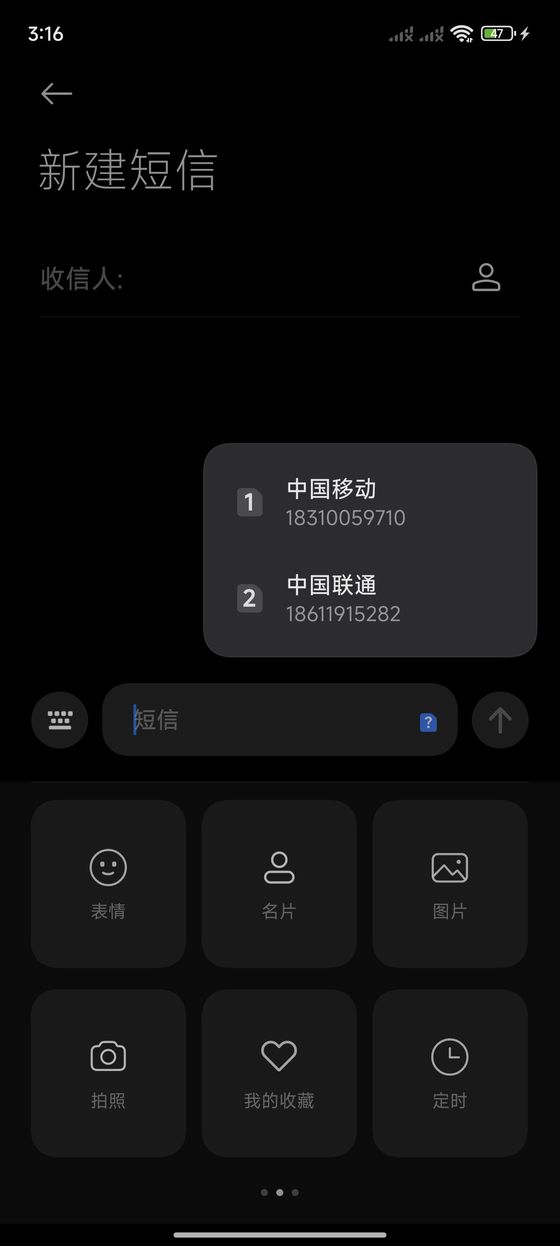 3:16
47
新建短信
收信人:
1
中国移动
18310059710
2
中国联通
18611915282
短信
?
表情
名片
图片
拍照
我的收藏
定时